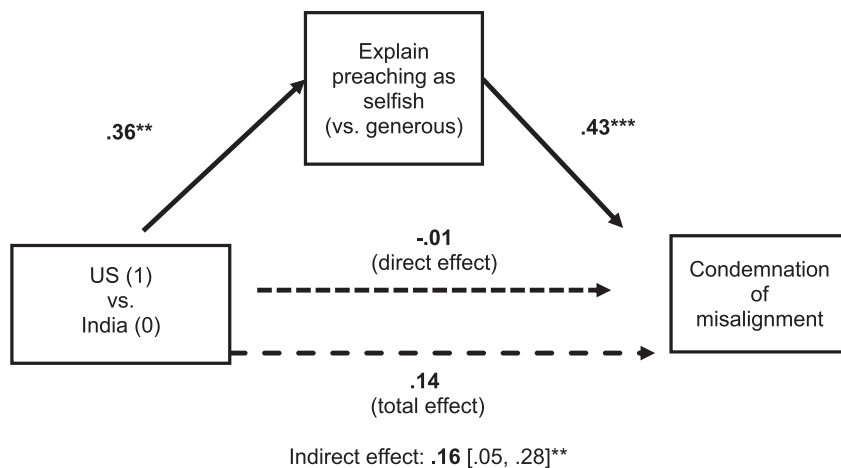 Explain
preaching as
selfish
(vs. generous)
.36**
.43***
US (1)
vs.
India (0)
-.01
(direct effect)
Condemnation
of
misalignment
.14
(total effect)
Indirect effect: .16 [.05, .28]**